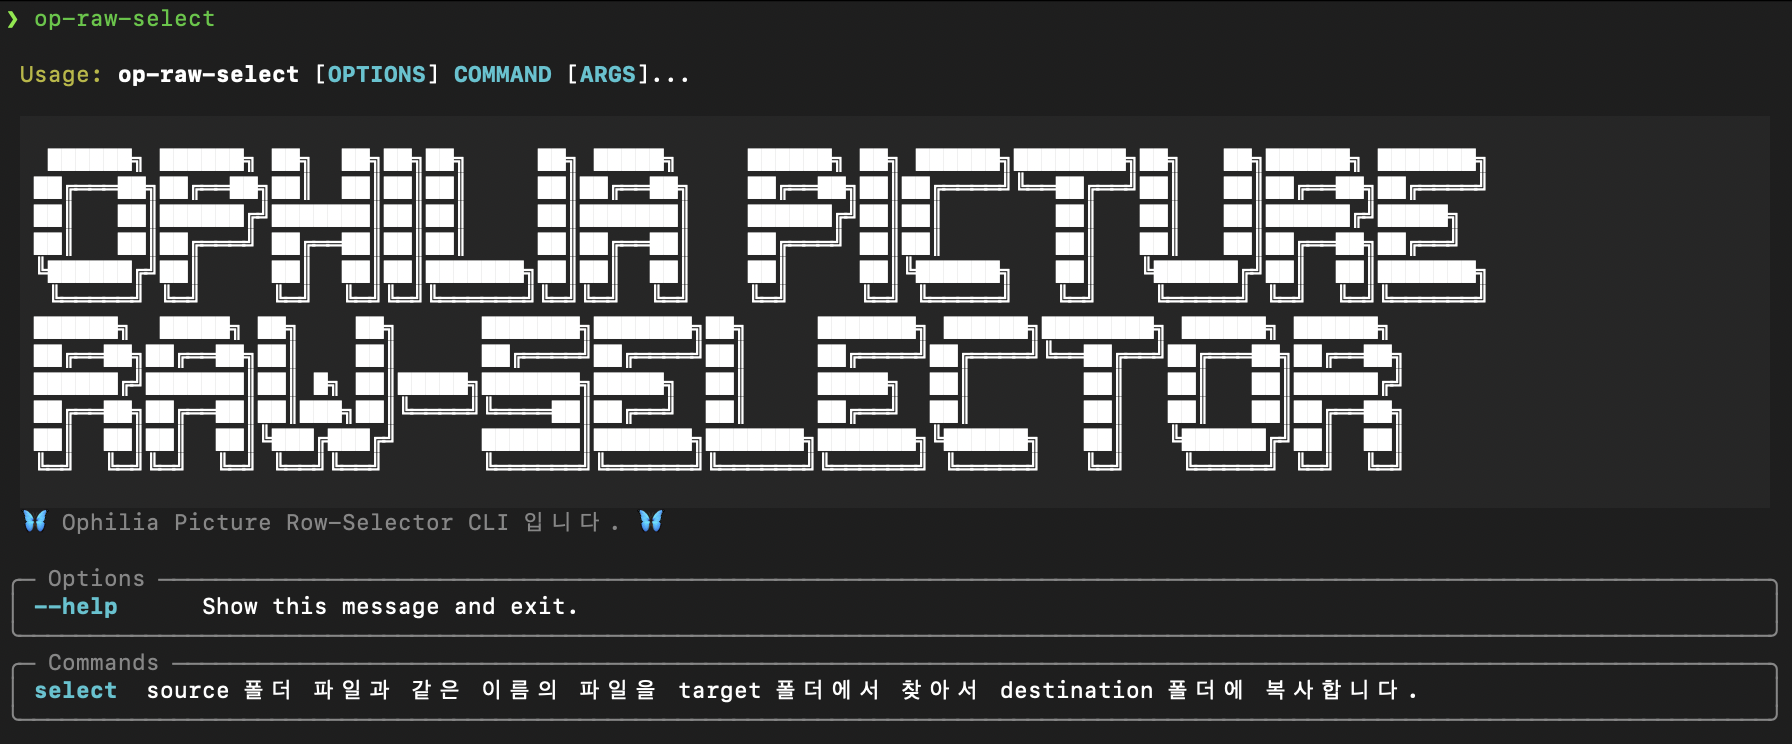 ❯ op-raw-select
Usage: op-raw-select [OPTIONS] COMMAND [ARGS]...
OPHILIA PICTURE
RAW-SELECTOR
🦋 Ophilia Picture Row-Selector CLI 입니다. 🦋
Options
--help Show this message and exit.
Commands
select source 폴더 파일과 같은 이름의 파일을 target 폴더에서 찾아서 destination 폴더에 복사합니다.